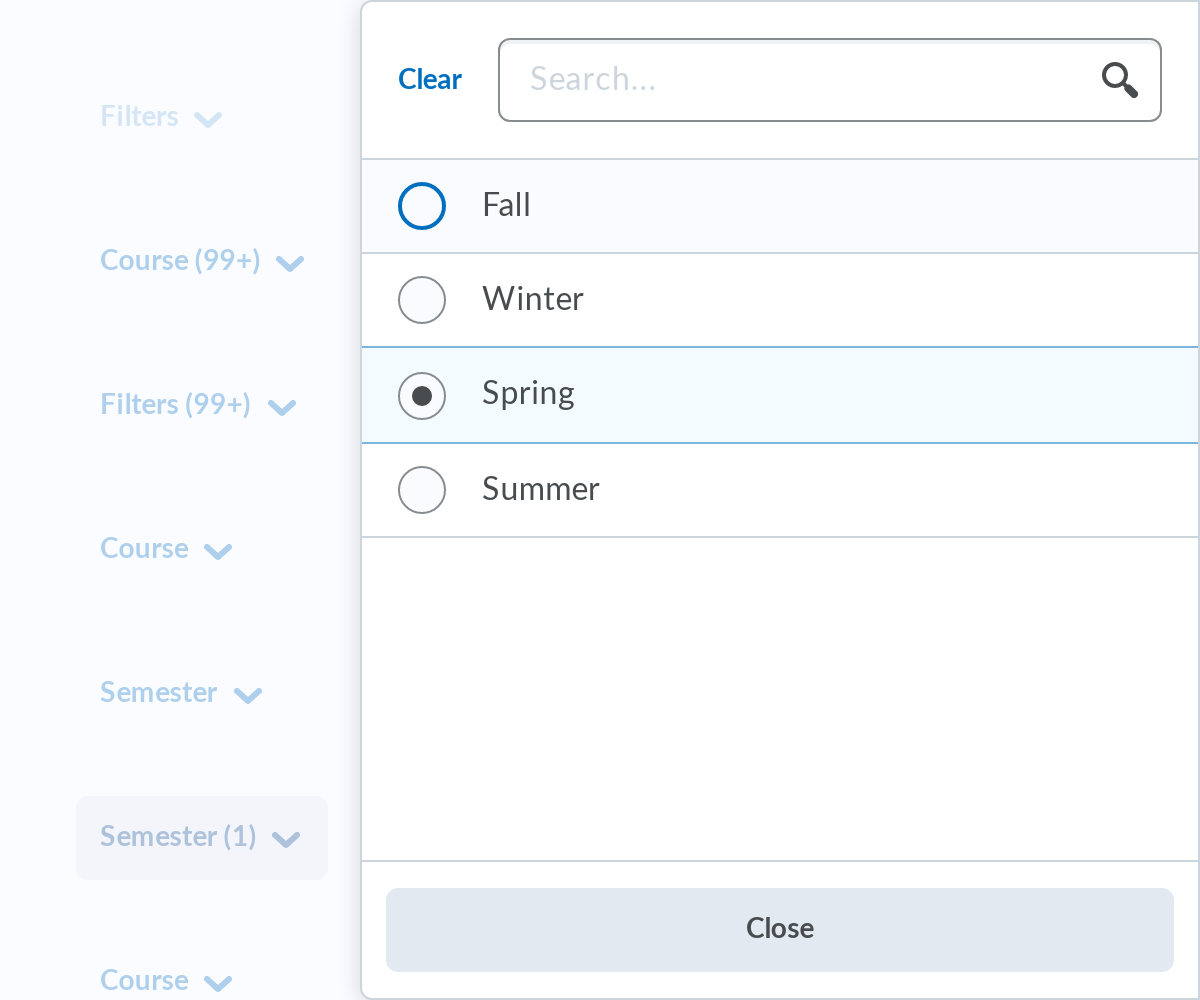 Filters
Course (99+)
Filters (99+)
Course
Semester
Semester (1)
Course
Clear
Search...
Fall
Winter
Spring
Summer
Close